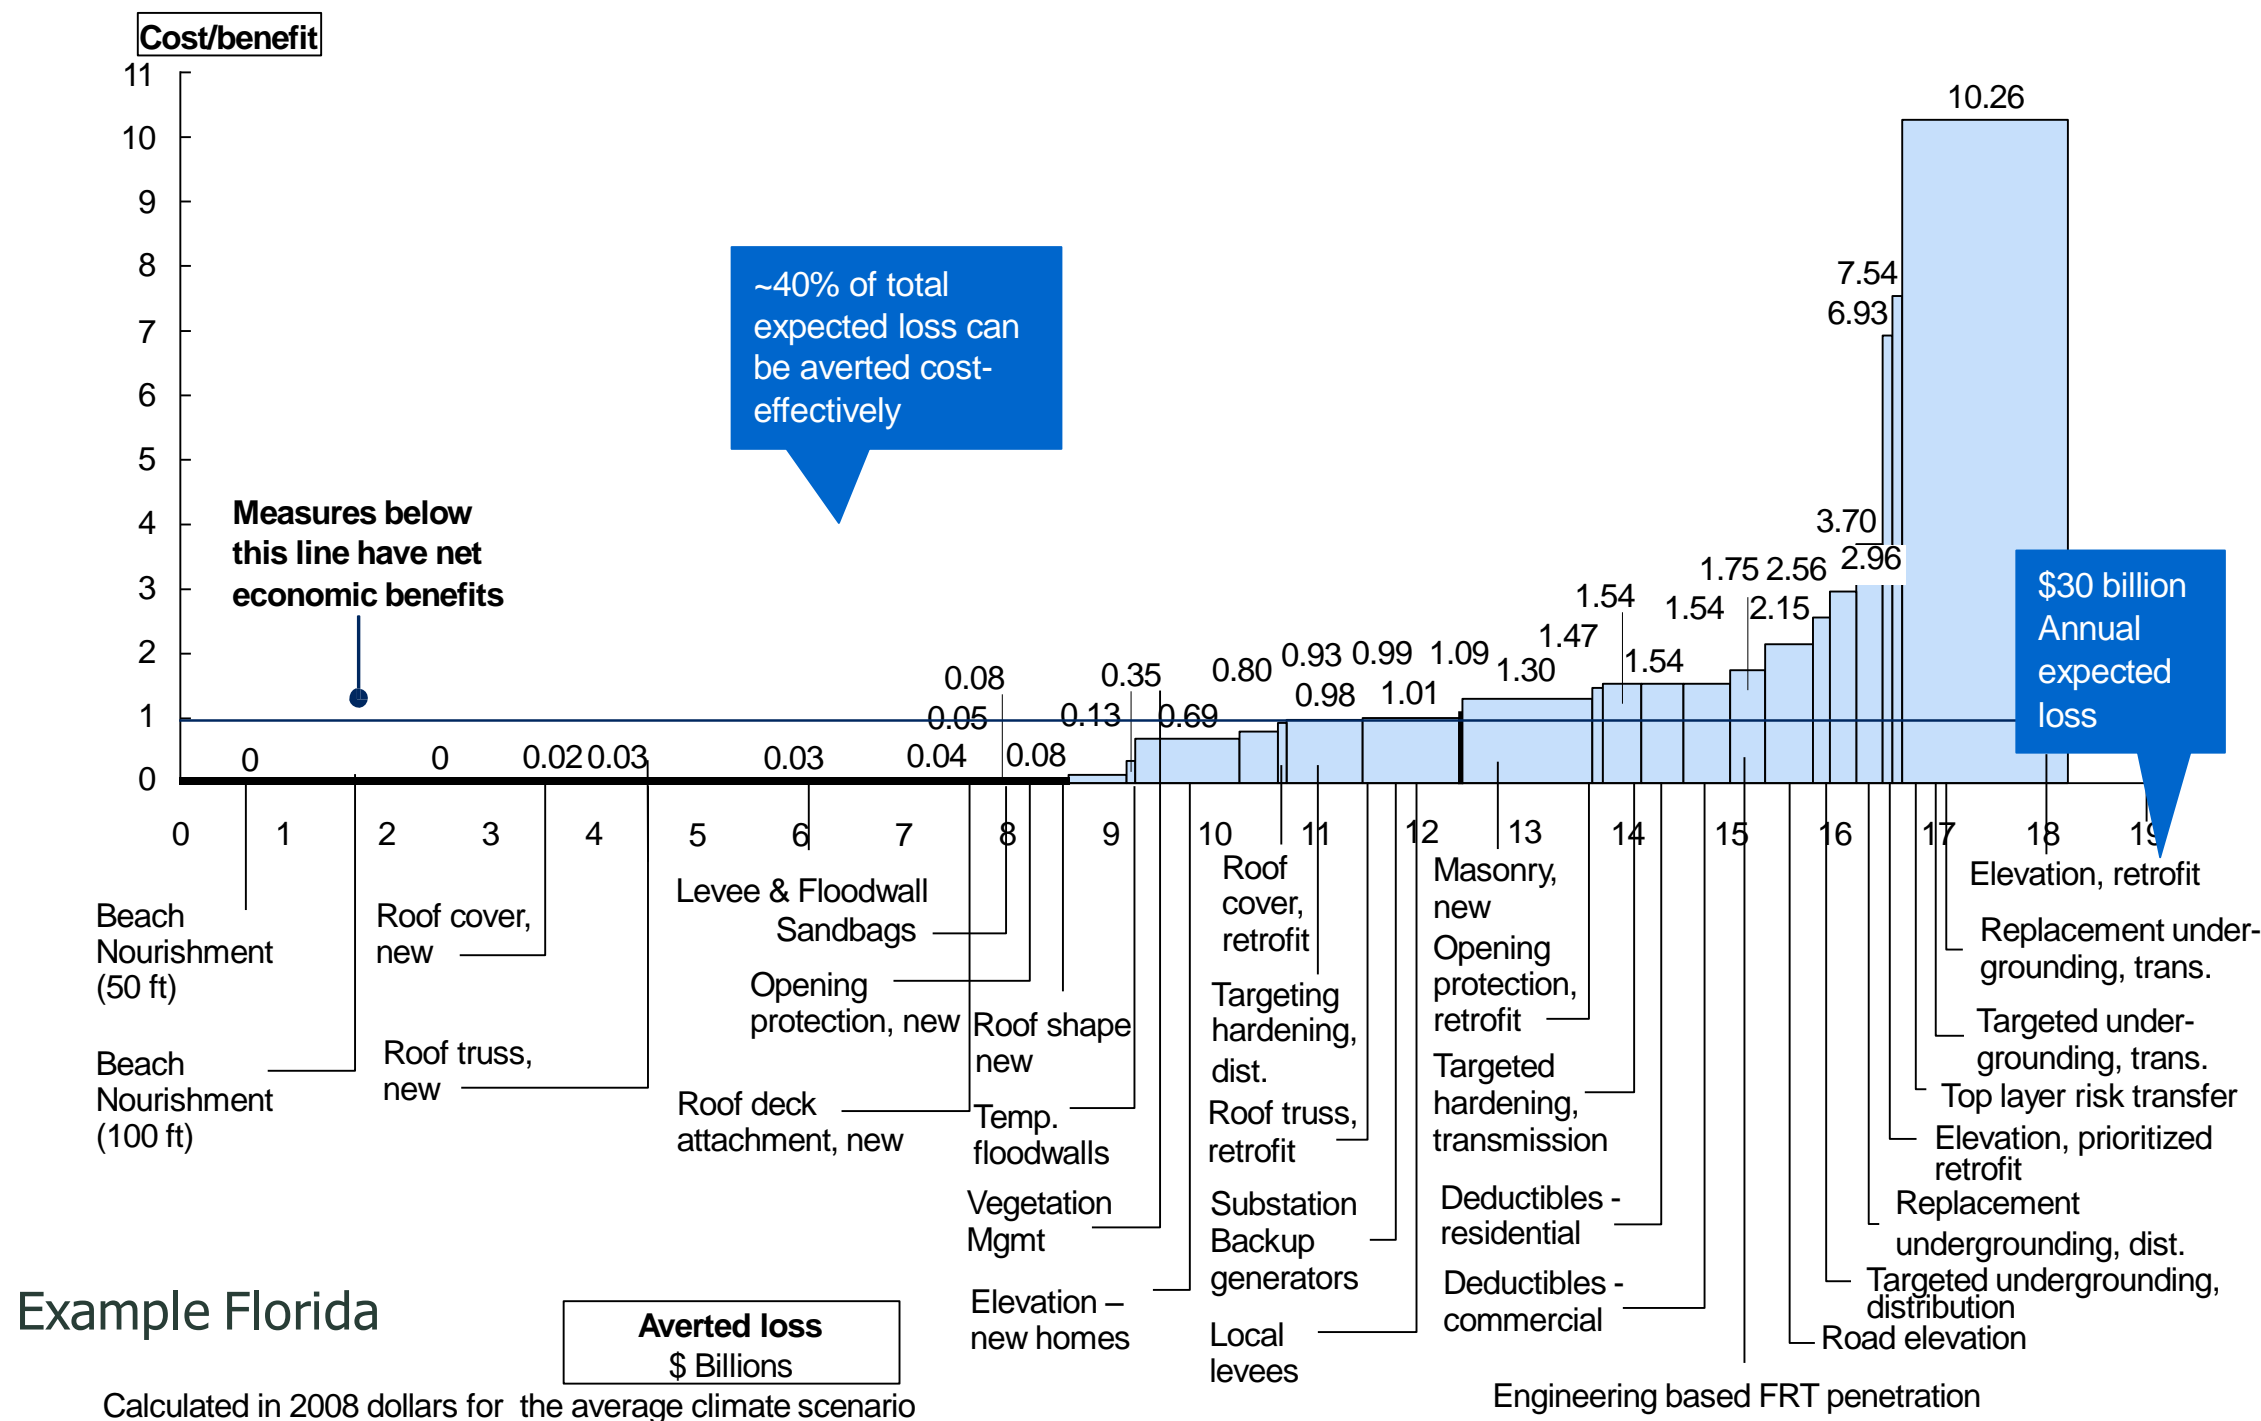 Cost/benefit
11
10
9
8
7
6
5
4
3
2
1
0
~40% of total
expected loss can
be averted cost-
effectively
Measures below
this line have net
economic benefits
$30 billion
Annual
expected
loss
0
0
0.02
0.03
0.03
0.04
0.05
0.08
0.08
0.13
0.35
0.69
0.80
0.93
0.98
0.99
1.01
1.09
1.30
1.47
1.54
1.54
1.54
1.75
2.15
2.56
2.96
3.70
6.93
7.54
10.26
0 1 2 3 4 5 6 7 8 9 10 11 12 13 14 15 16 17 18 19
Beach
Nourishment
(50 ft)
Beach
Nourishment
(100 ft)
Roof cover,
new
Roof truss,
new
Levee & Floodwall
Sandbags
Opening
protection, new
Roof deck
attachment, new
Roof shape
new
Temp.
floodwalls
Vegetation
Mgmt
Elevation –
new homes
Roof
cover,
retrofit
Targeting
hardening,
dist.
Roof truss,
retrofit
Substation
Backup
generators
Local
levees
Masonry,
new
Opening
protection,
retrofit
Targeted
hardening,
transmission
Deductibles -
residential
Deductibles -
commercial
Engineering based FRT penetration
Road elevation
Targeted undergrounding,
distribution
Replacement
undergrounding, dist.
Elevation, prioritized
retrofit
Top layer risk transfer
Targeted under-
grounding, trans.
Replacement under-
grounding, trans.
Elevation, retrofit
Example Florida
Averted loss
$ Billions
Calculated in 2008 dollars for the average climate scenario